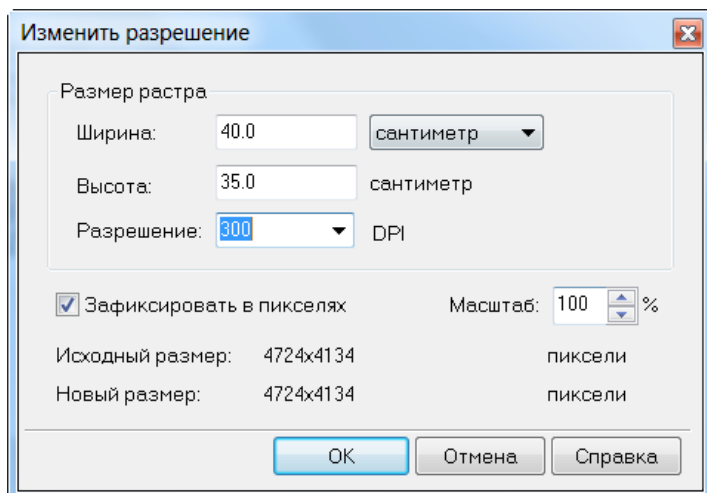 Изменить разрешение
Размер растра
Ширина: 40.0 сантиметр
Высота: 35.0 сантиметр
Разрешение: 300 DPI
Зафиксировать в пикселях Масштаб: 100 %
Исходный размер: 4724x4134 пиксели
Новый размер: 4724x4134 пиксели
OK Отмена Справка